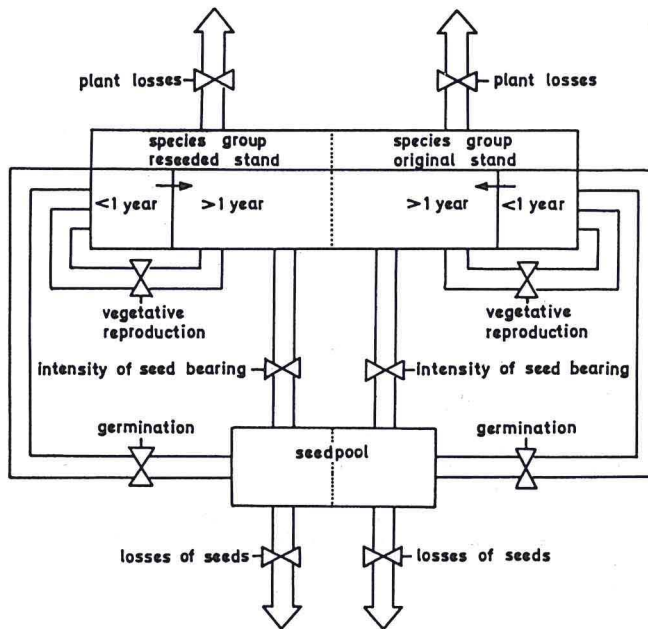 plant losses
plant losses
species group
reseeded stand
species group
original stand
<1 year
>1 year
>1 year
<1 year
vegetative
reproduction
vegetative
reproduction
intensity of seed bearing
intensity of seed bearing
germination
germination
seedpool
losses of seeds
losses of seeds